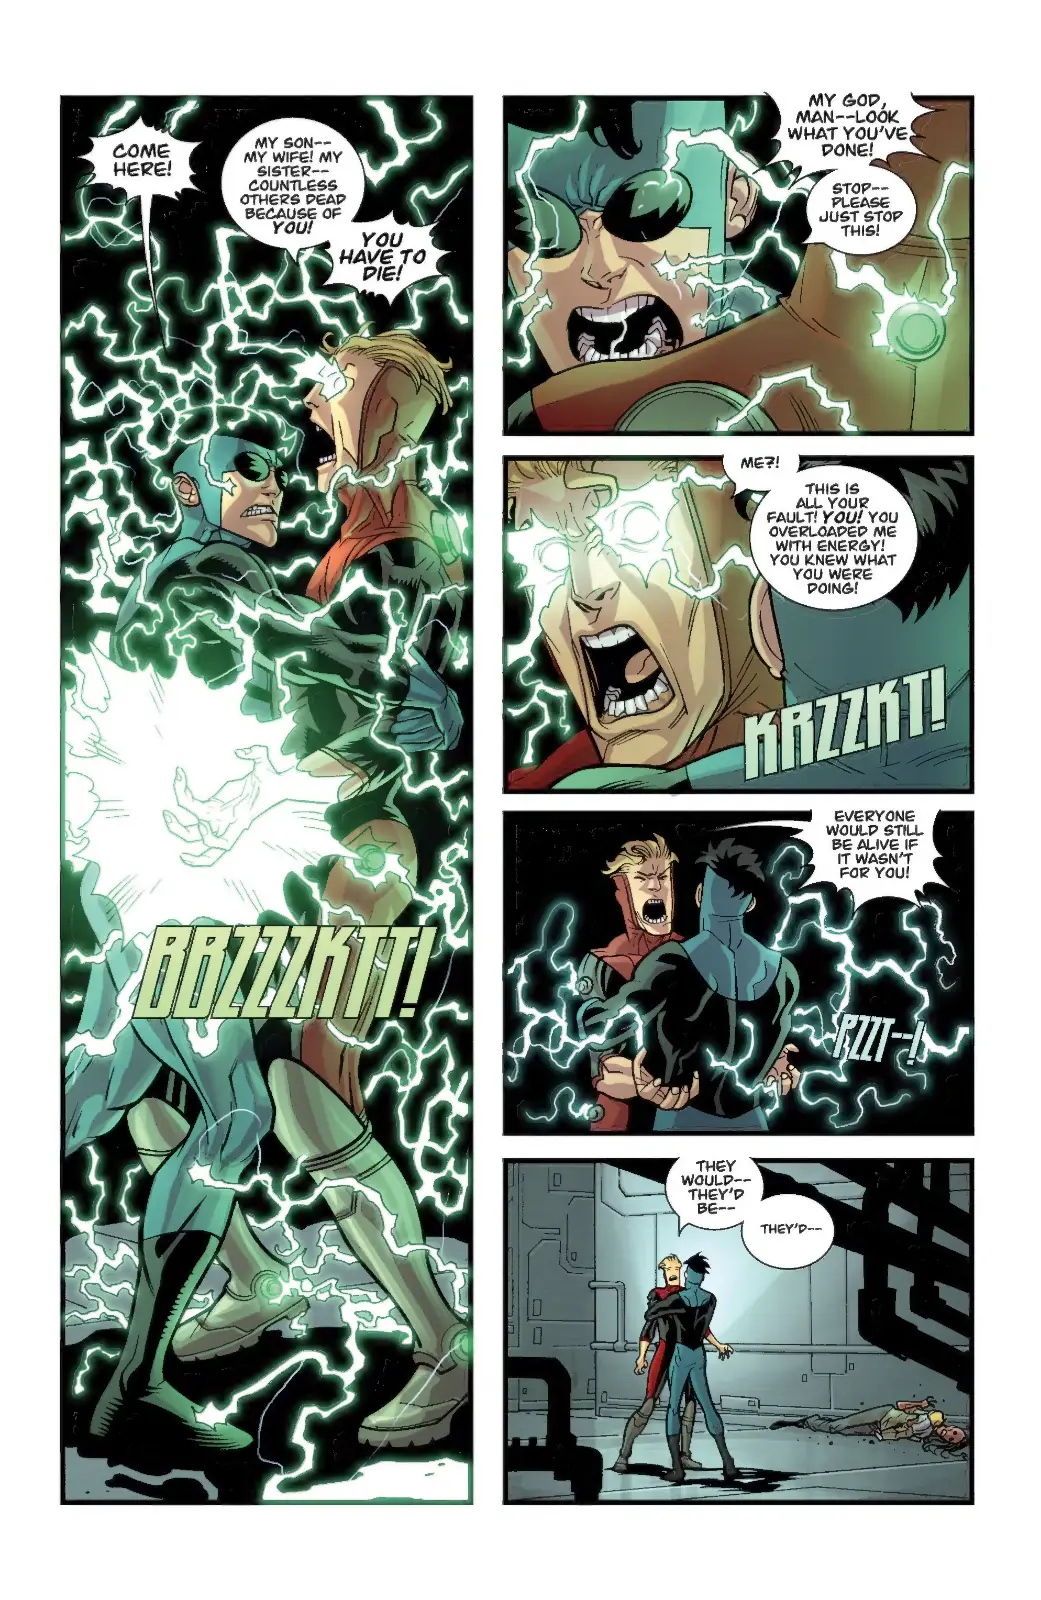 COME
HERE!
MY SON--
MY WIFE! MY
SISTER--
COUNTLESS
OTHERS DEAD
BECAUSE OF
YOU!
YOU
HAVE TO
DIE!
BBZZZKTT!
MY GOD,
MAN--LOOK
WHAT YOU'VE
DONE!
STOP--
PLEASE
JUST STOP
THIS!
ME?!
THIS IS
ALL YOUR
FAULT! YOU! YOU
OVERLOADED ME
WITH ENERGY!
YOU KNEW WHAT
YOU WERE
DOING!
KRZZKT!
EVERYONE
WOULD STILL
BE ALIVE IF
IT WASN'T
FOR YOU!
PZZT--!
THEY
WOULD--
THEY'D
BE--
THEY'D--